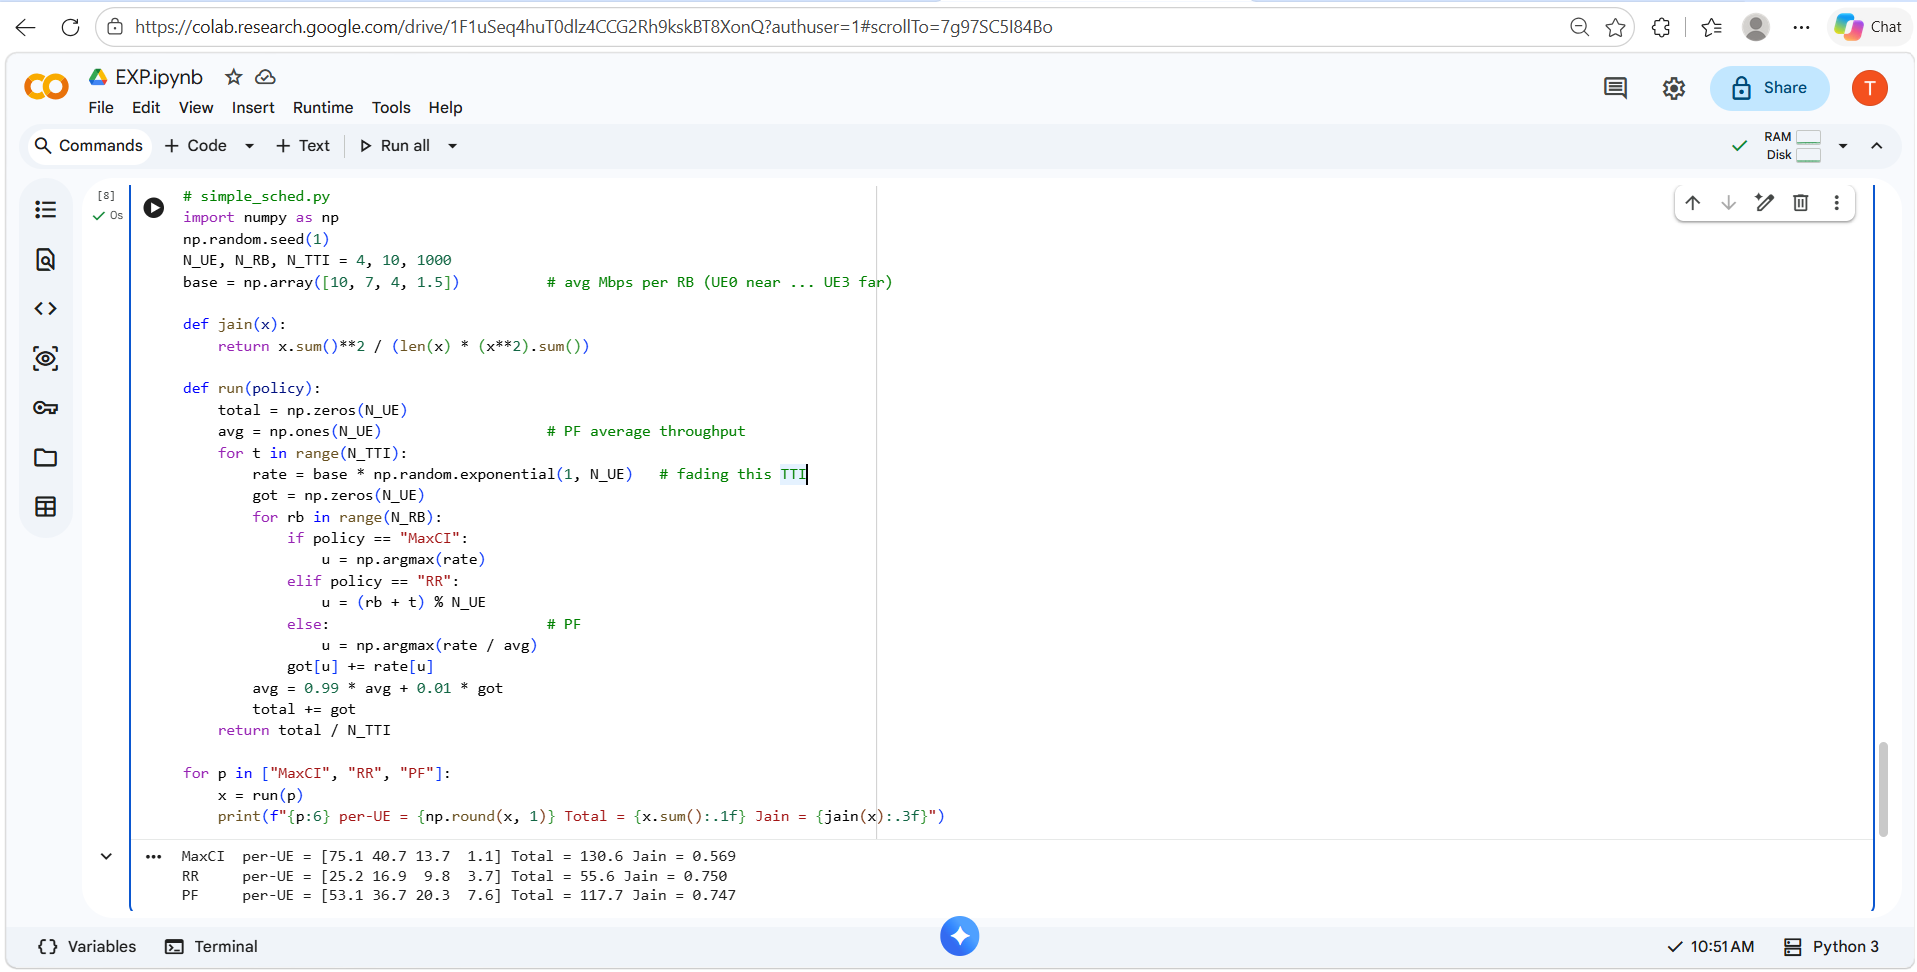 https://colab.research.google.com/drive/1F1uSeq4huT0dlz4CCG2Rh9kskBT8XonQ?authuser=1#scrollTo=7g97SC5I84Bo
Chat
EXP.ipynb
File Edit View Insert Runtime Tools Help
Share
T
Commands + Code + Text Run all
RAM
Disk
[8]
0s
# simple_sched.py
import numpy as np
np.random.seed(1)
N_UE, N_RB, N_TTI = 4, 10, 1000
base = np.array([10, 7, 4, 1.5])          # avg Mbps per RB (UE0 near ... UE3 far)

def jain(x):
    return x.sum()**2 / (len(x) * (x**2).sum())

def run(policy):
    total = np.zeros(N_UE)
    avg = np.ones(N_UE)                   # PF average throughput
    for t in range(N_TTI):
        rate = base * np.random.exponential(1, N_UE)   # fading this TTI
        got = np.zeros(N_UE)
        for rb in range(N_RB):
            if policy == "MaxCI":
                u = np.argmax(rate)
            elif policy == "RR":
                u = (rb + t) % N_UE
            else:                         # PF
                u = np.argmax(rate / avg)
            got[u] += rate[u]
        avg = 0.99 * avg + 0.01 * got
        total += got
    return total / N_TTI

for p in ["MaxCI", "RR", "PF"]:
    x = run(p)
    print(f"{p:6} per-UE = {np.round(x, 1)} Total = {x.sum():.1f} Jain = {jain(x):.3f}")
MaxCI  per-UE = [75.1 40.7 13.7  1.1] Total = 130.6 Jain = 0.569
RR     per-UE = [25.2 16.9  9.8  3.7] Total = 55.6 Jain = 0.750
PF     per-UE = [53.1 36.7 20.3  7.6] Total = 117.7 Jain = 0.747
Variables Terminal
10:51 AM Python 3